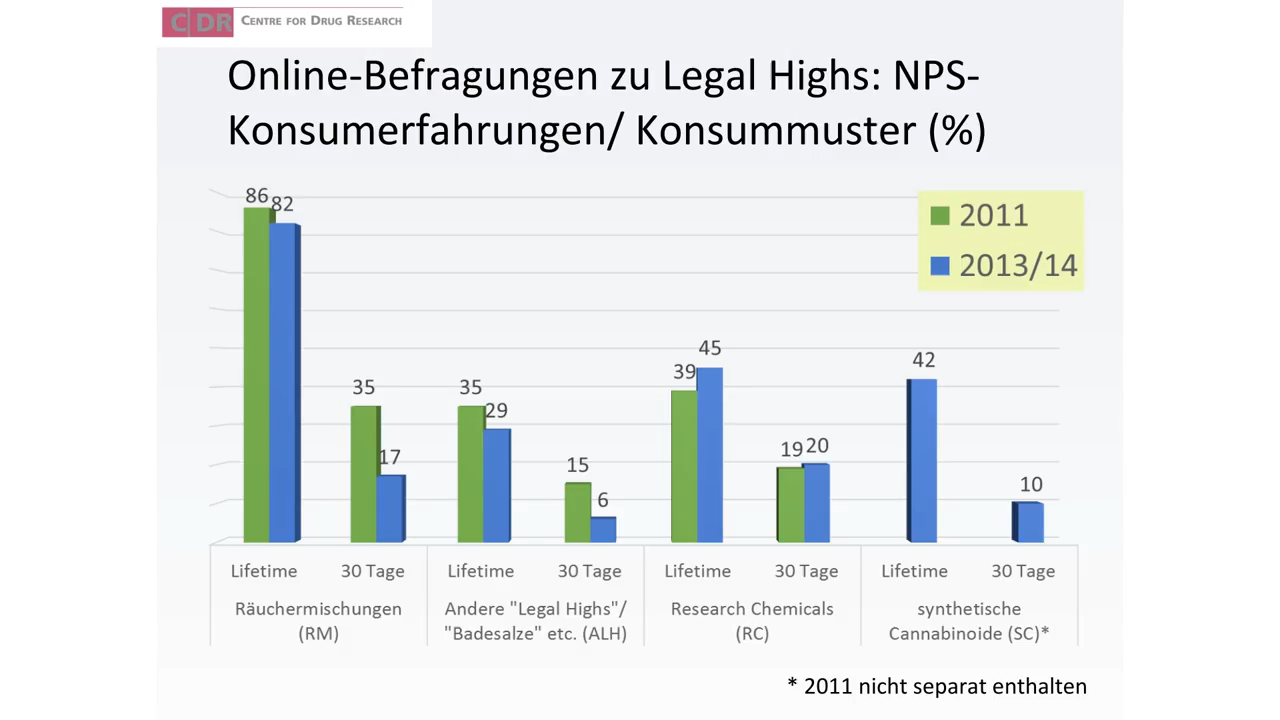 CDR CENTRE FOR DRUG RESEARCH
Online-Befragungen zu Legal Highs: NPS-
Konsumerfahrungen/ Konsummuster (%)
2011
2013/14
86
82
35
17
35
29
15
6
39
45
19
20
42
10
Lifetime 30 Tage Lifetime 30 Tage Lifetime 30 Tage Lifetime 30 Tage
Räuchermischungen
(RM)
Andere "Legal Highs"/
"Badesalze" etc. (ALH)
Research Chemicals
(RC)
synthetische
Cannabinoide (SC)*
* 2011 nicht separat enthalten